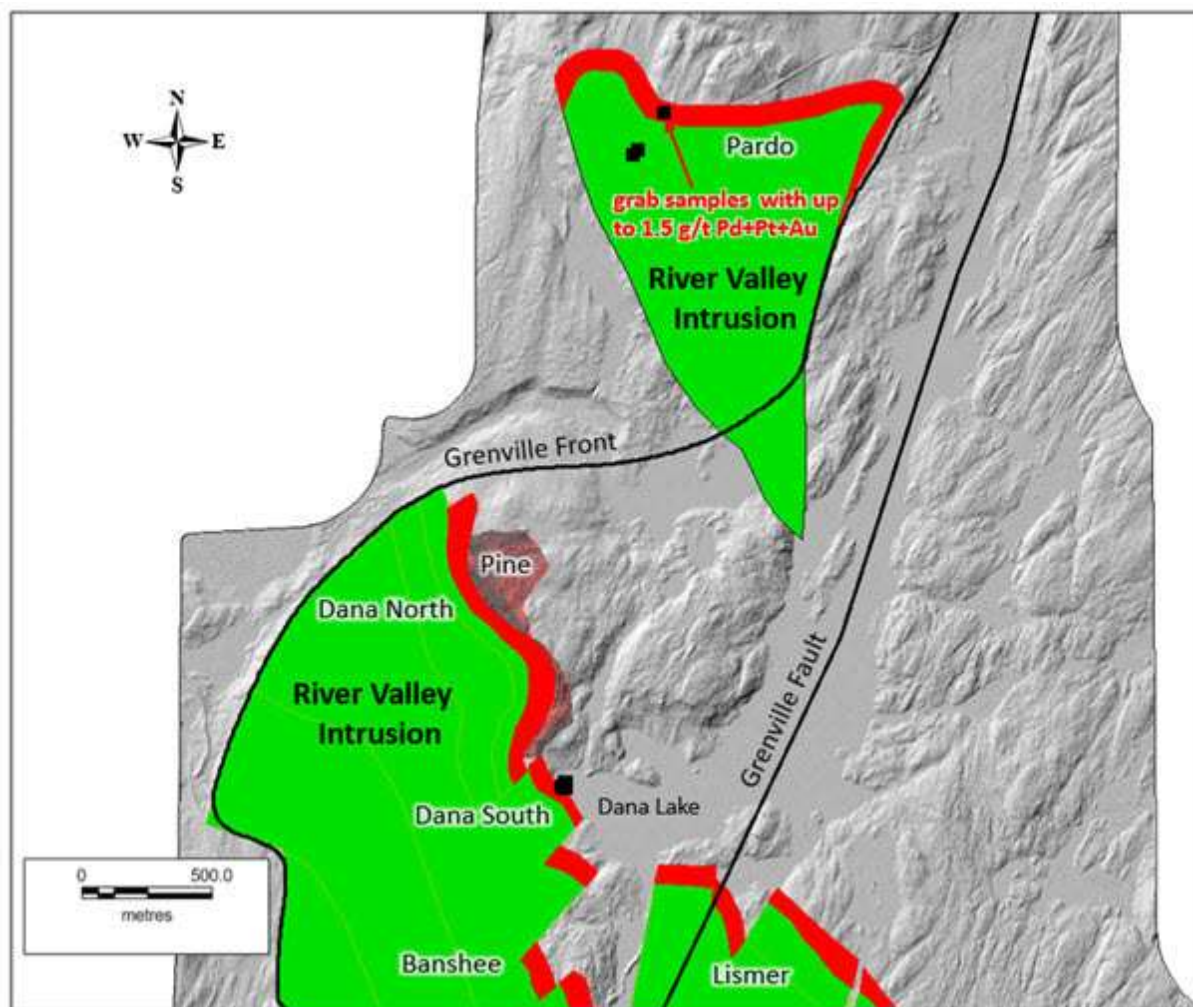 N
W E
S
Pardo
grab samples with up
to 1.5 g/t Pd+Pt+Au
River Valley
Intrusion
Grenville Front
Pine
Dana North
River Valley
Intrusion
Grenville Fault
Dana South
Dana Lake
0 500.0
metres
Banshee
Lismer